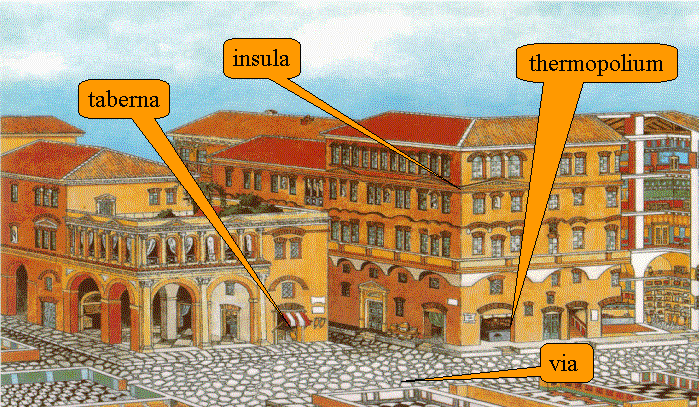 insula
thermopolium
taberna
via